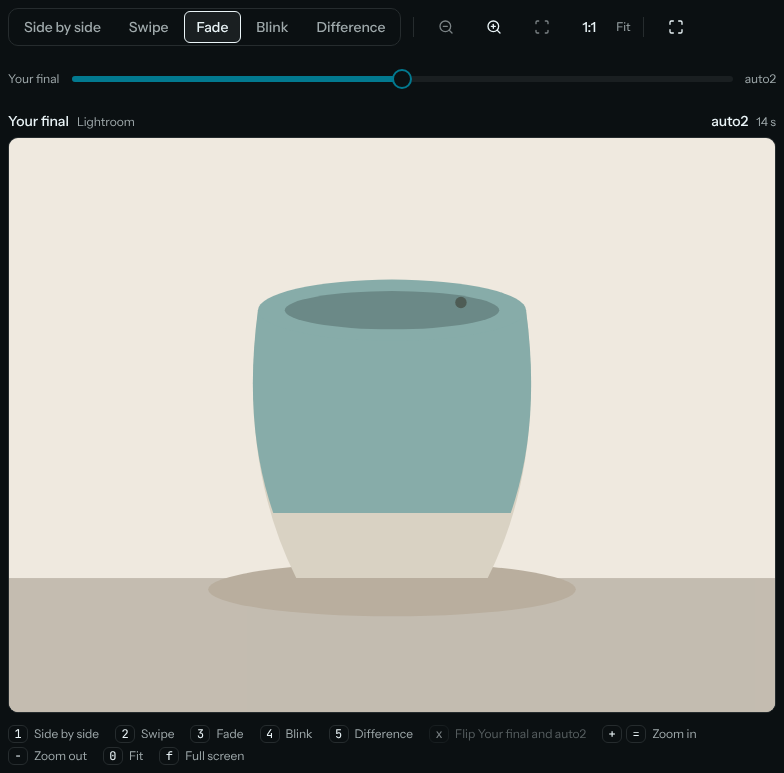 Side by side Swipe Fade Blink Difference 1:1 Fit
Your final auto2
Your final Lightroom auto2 14 s
1 Side by side 2 Swipe 3 Fade 4 Blink 5 Difference x Flip Your final and auto2 + = Zoom in
- Zoom out 0 Fit f Full screen